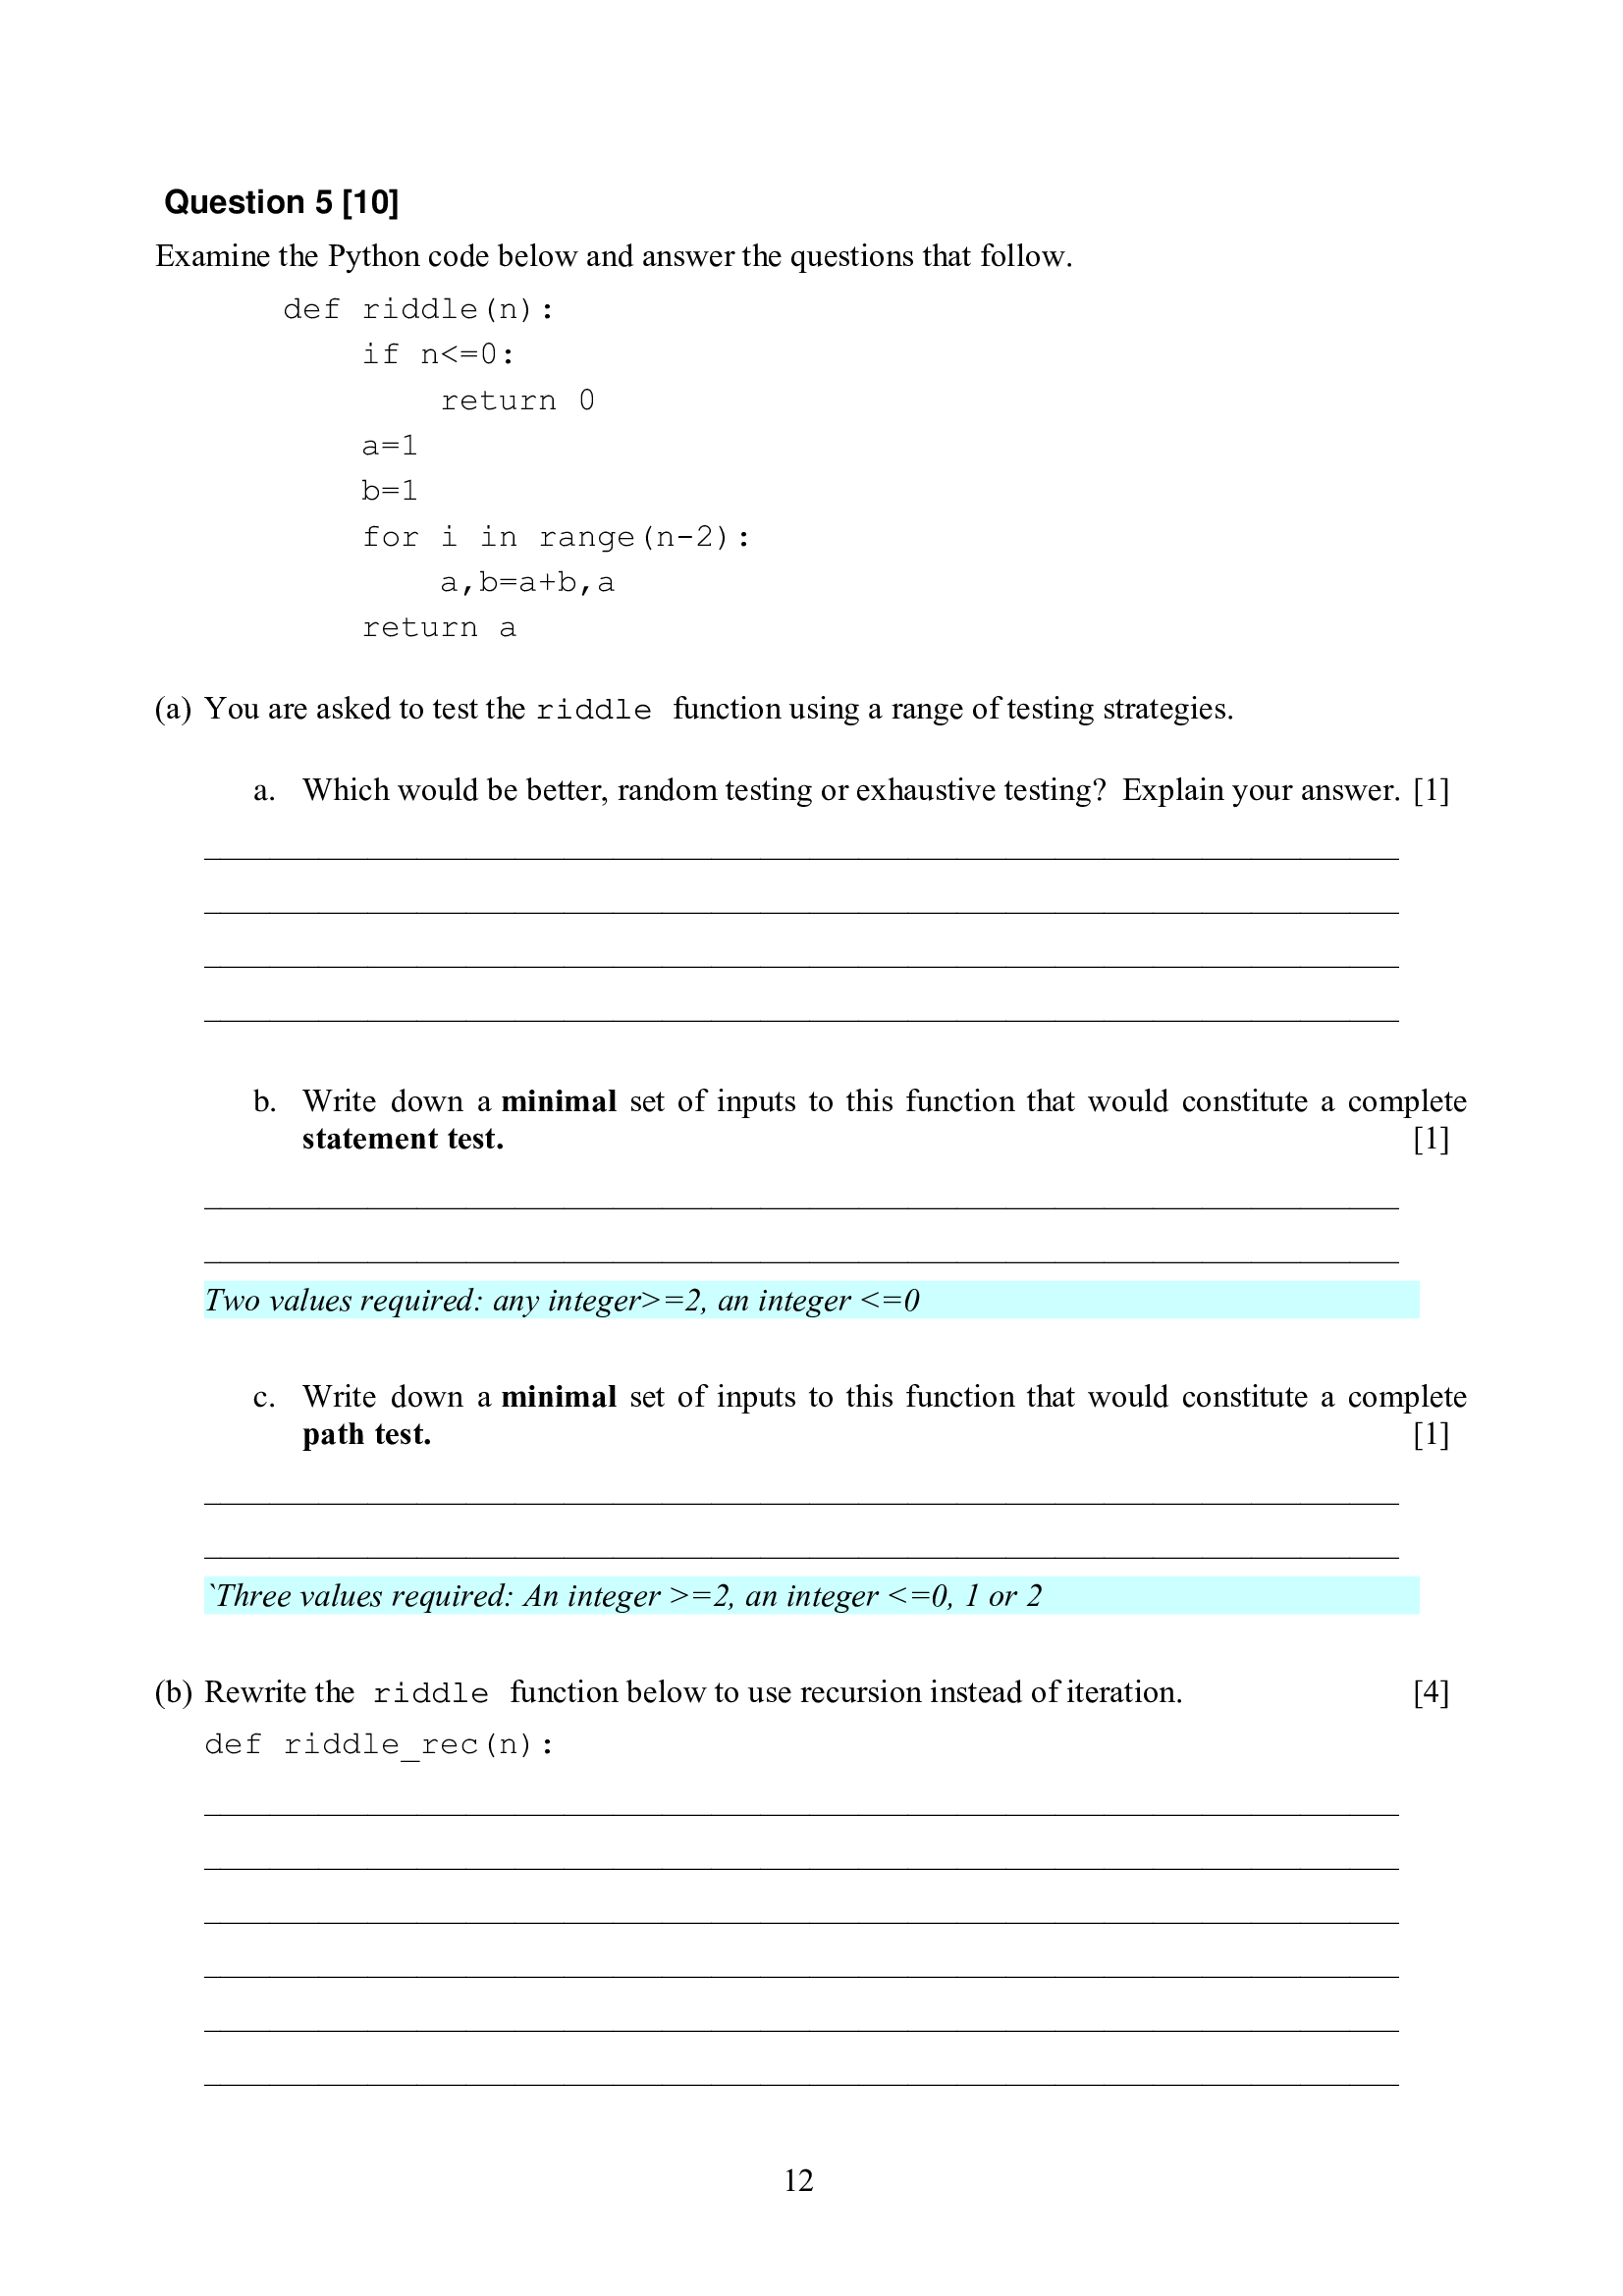 Question 5 [10]
Examine the Python code below and answer the questions that follow.
def riddle(n):
    if n<=0:
        return 0
    a=1
    b=1
    for i in range(n-2):
        a,b=a+b,a
    return a
(a) You are asked to test the riddle function using a range of testing strategies.
a. Which would be better, random testing or exhaustive testing? Explain your answer. [1]
b. Write down a minimal set of inputs to this function that would constitute a complete
statement test. [1]
Two values required: any integer>=2, an integer <=0
c. Write down a minimal set of inputs to this function that would constitute a complete
path test. [1]
`Three values required: An integer >=2, an integer <=0, 1 or 2
(b) Rewrite the riddle function below to use recursion instead of iteration. [4]
def riddle_rec(n):
12